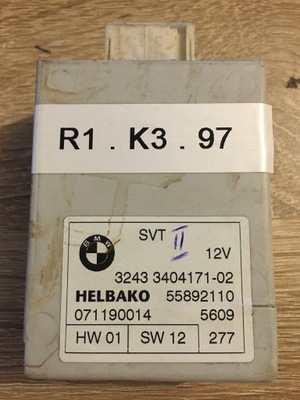 R1 . K3 . 97
BMW
SVT II
12V
3243 3404171-02
HELBAKO 55892110
071190014 5609
HW 01 SW 12 277